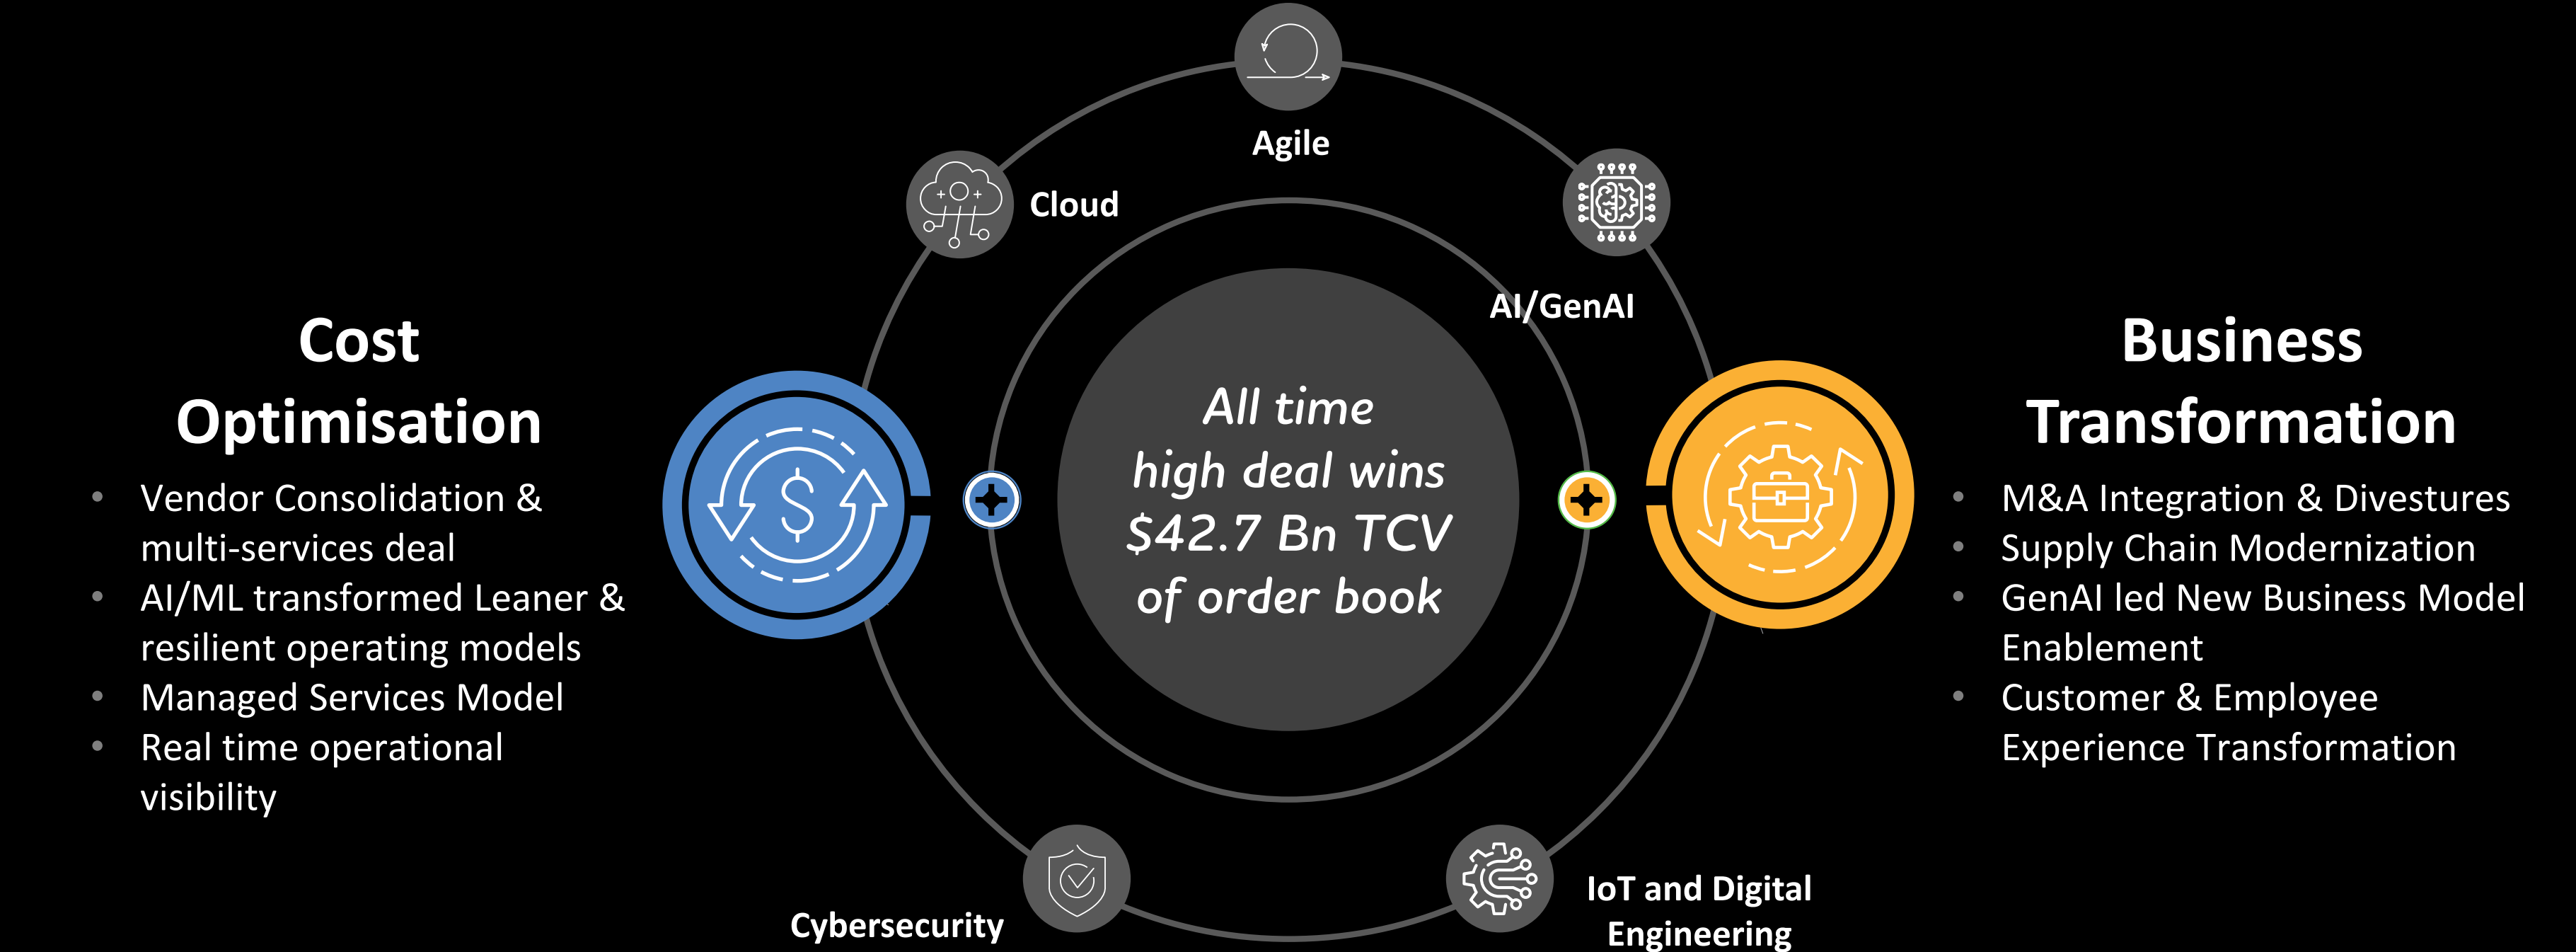 Agile
Cloud
AI/GenAI
Cost
Optimisation
• Vendor Consolidation &
multi-services deal
• AI/ML transformed Leaner &
resilient operating models
• Managed Services Model
• Real time operational
visibility
All time
high deal wins
$42.7 Bn TCV
of order book
Business
Transformation
• M&A Integration & Divestures
• Supply Chain Modernization
• GenAI led New Business Model
Enablement
• Customer & Employee
Experience Transformation
Cybersecurity
IoT and Digital
Engineering